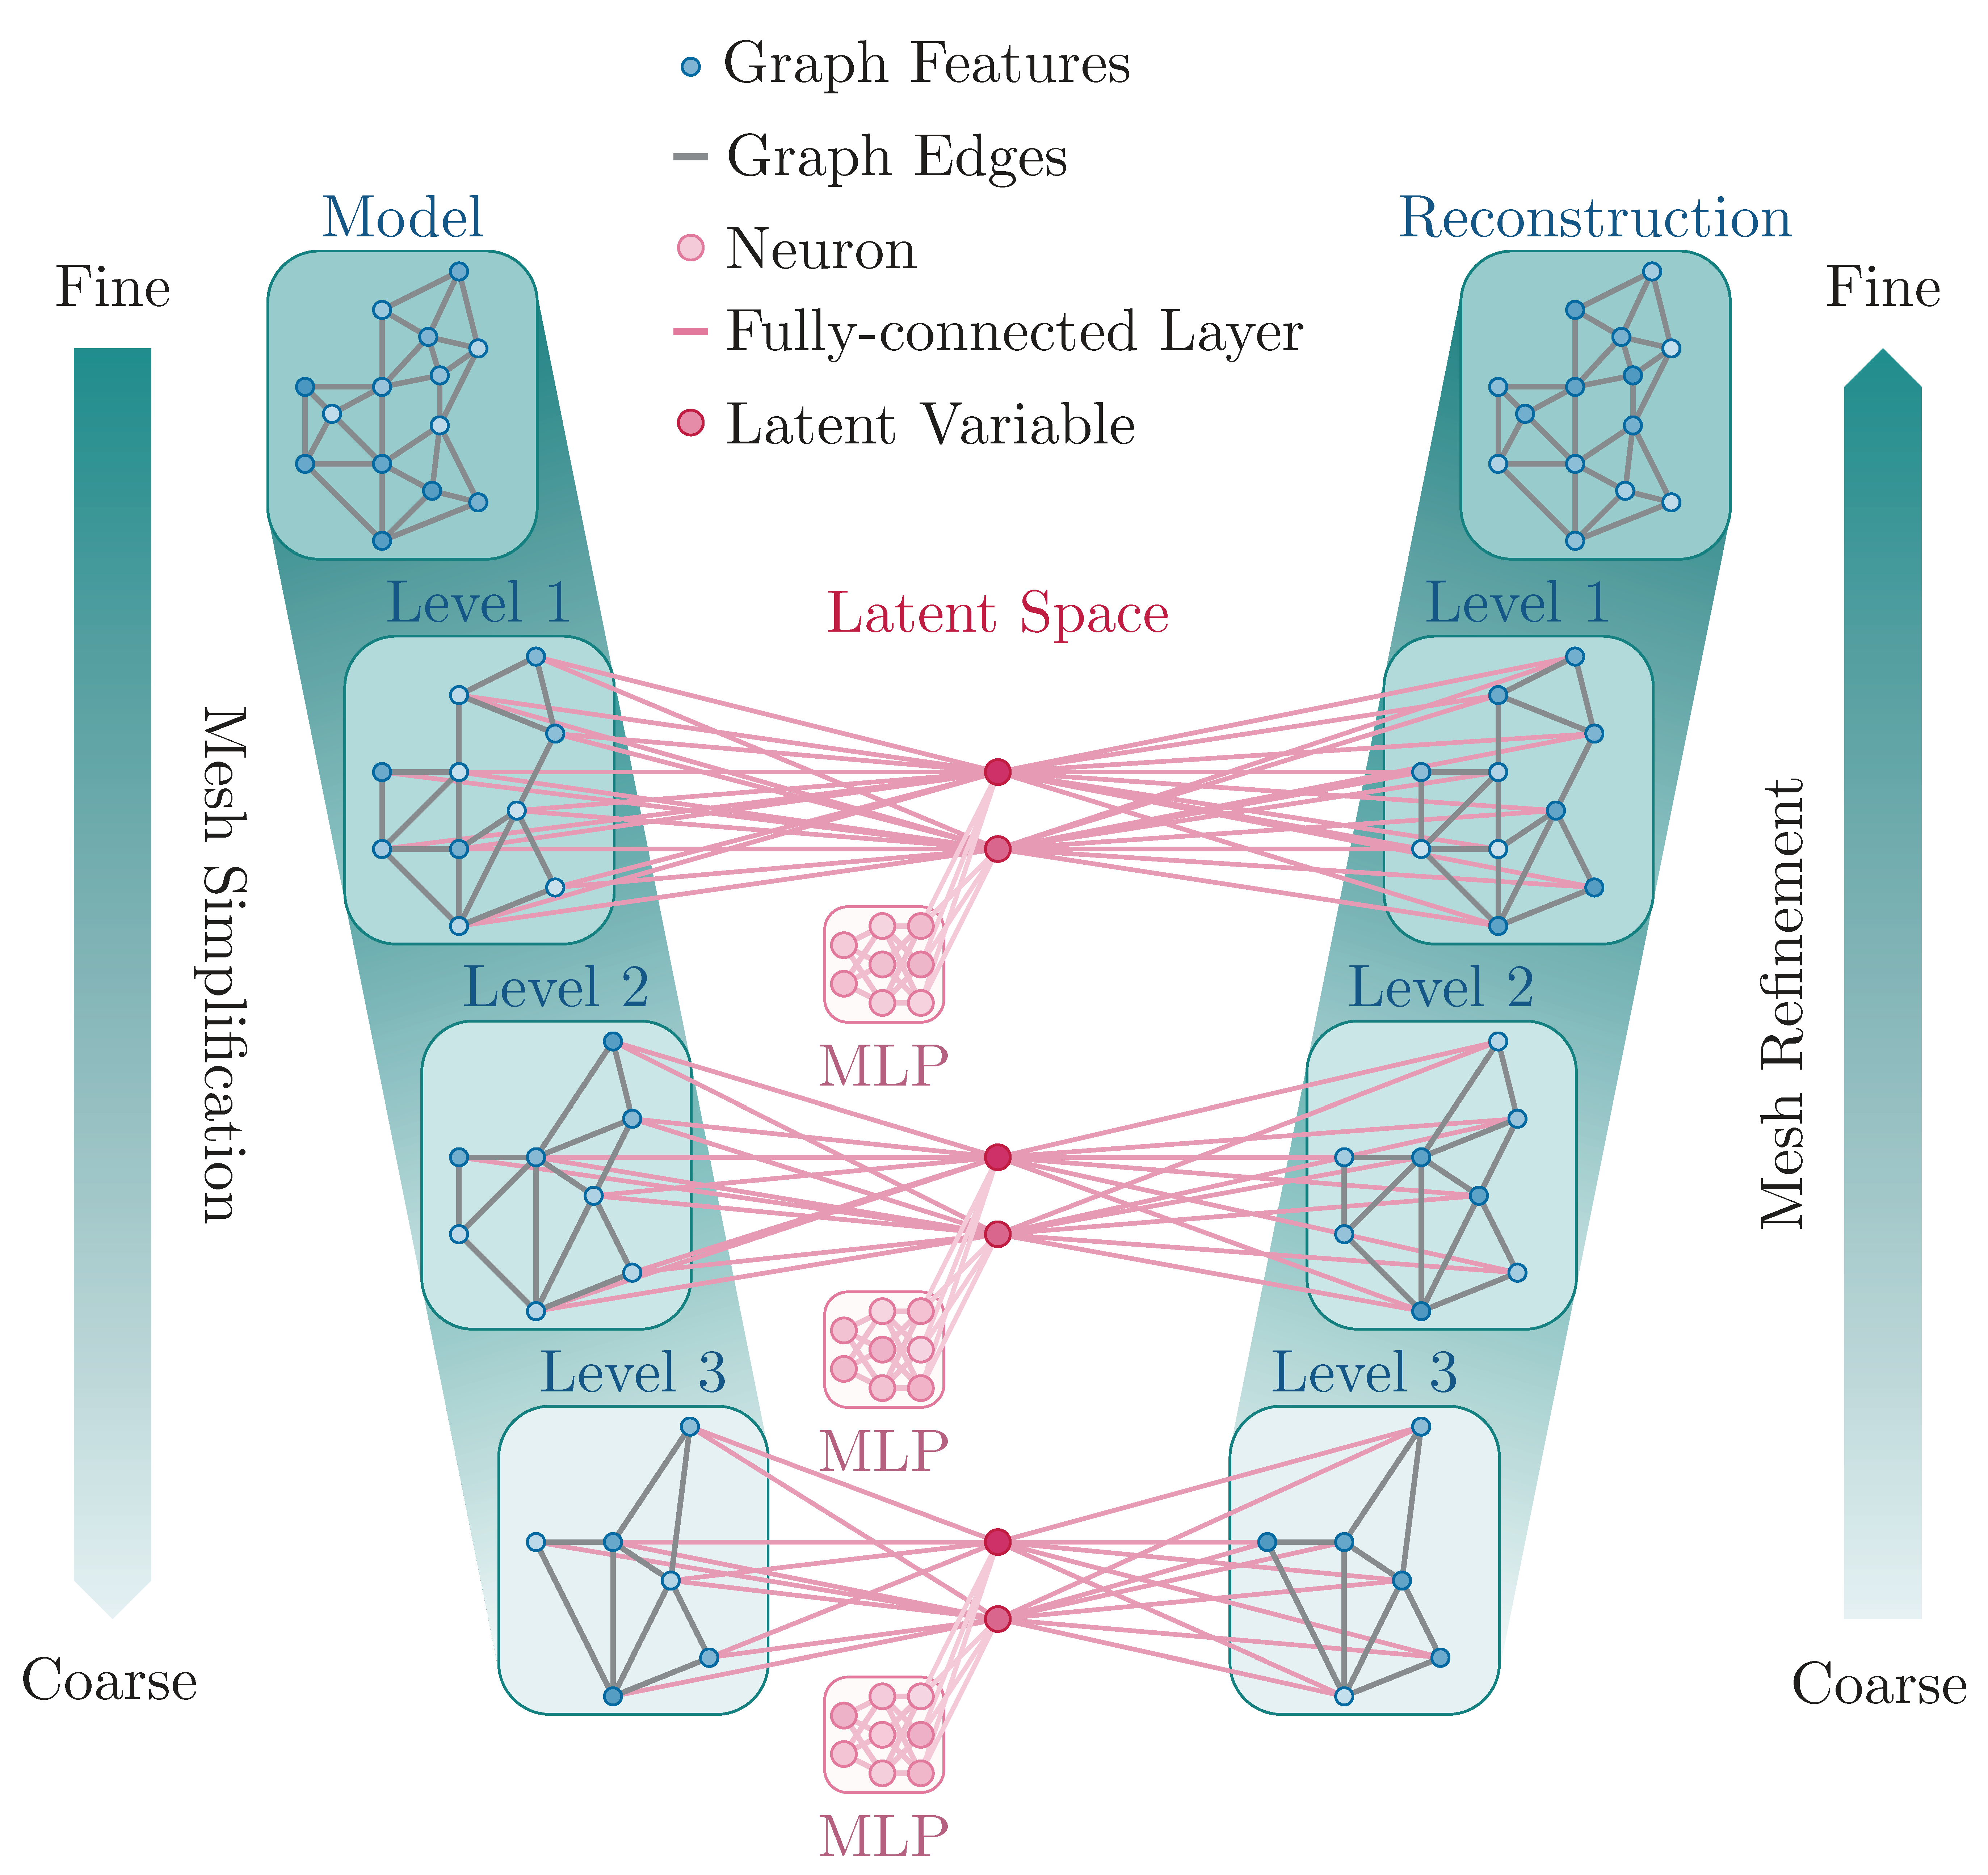 Graph Features
Graph Edges
Neuron
Fully-connected Layer
Latent Variable
Model
Reconstruction
Fine
Fine
Level 1
Latent Space
Level 1
Mesh Simplification
Mesh Refinement
Level 2
Level 2
MLP
Level 3
Level 3
MLP
Coarse
Coarse
MLP